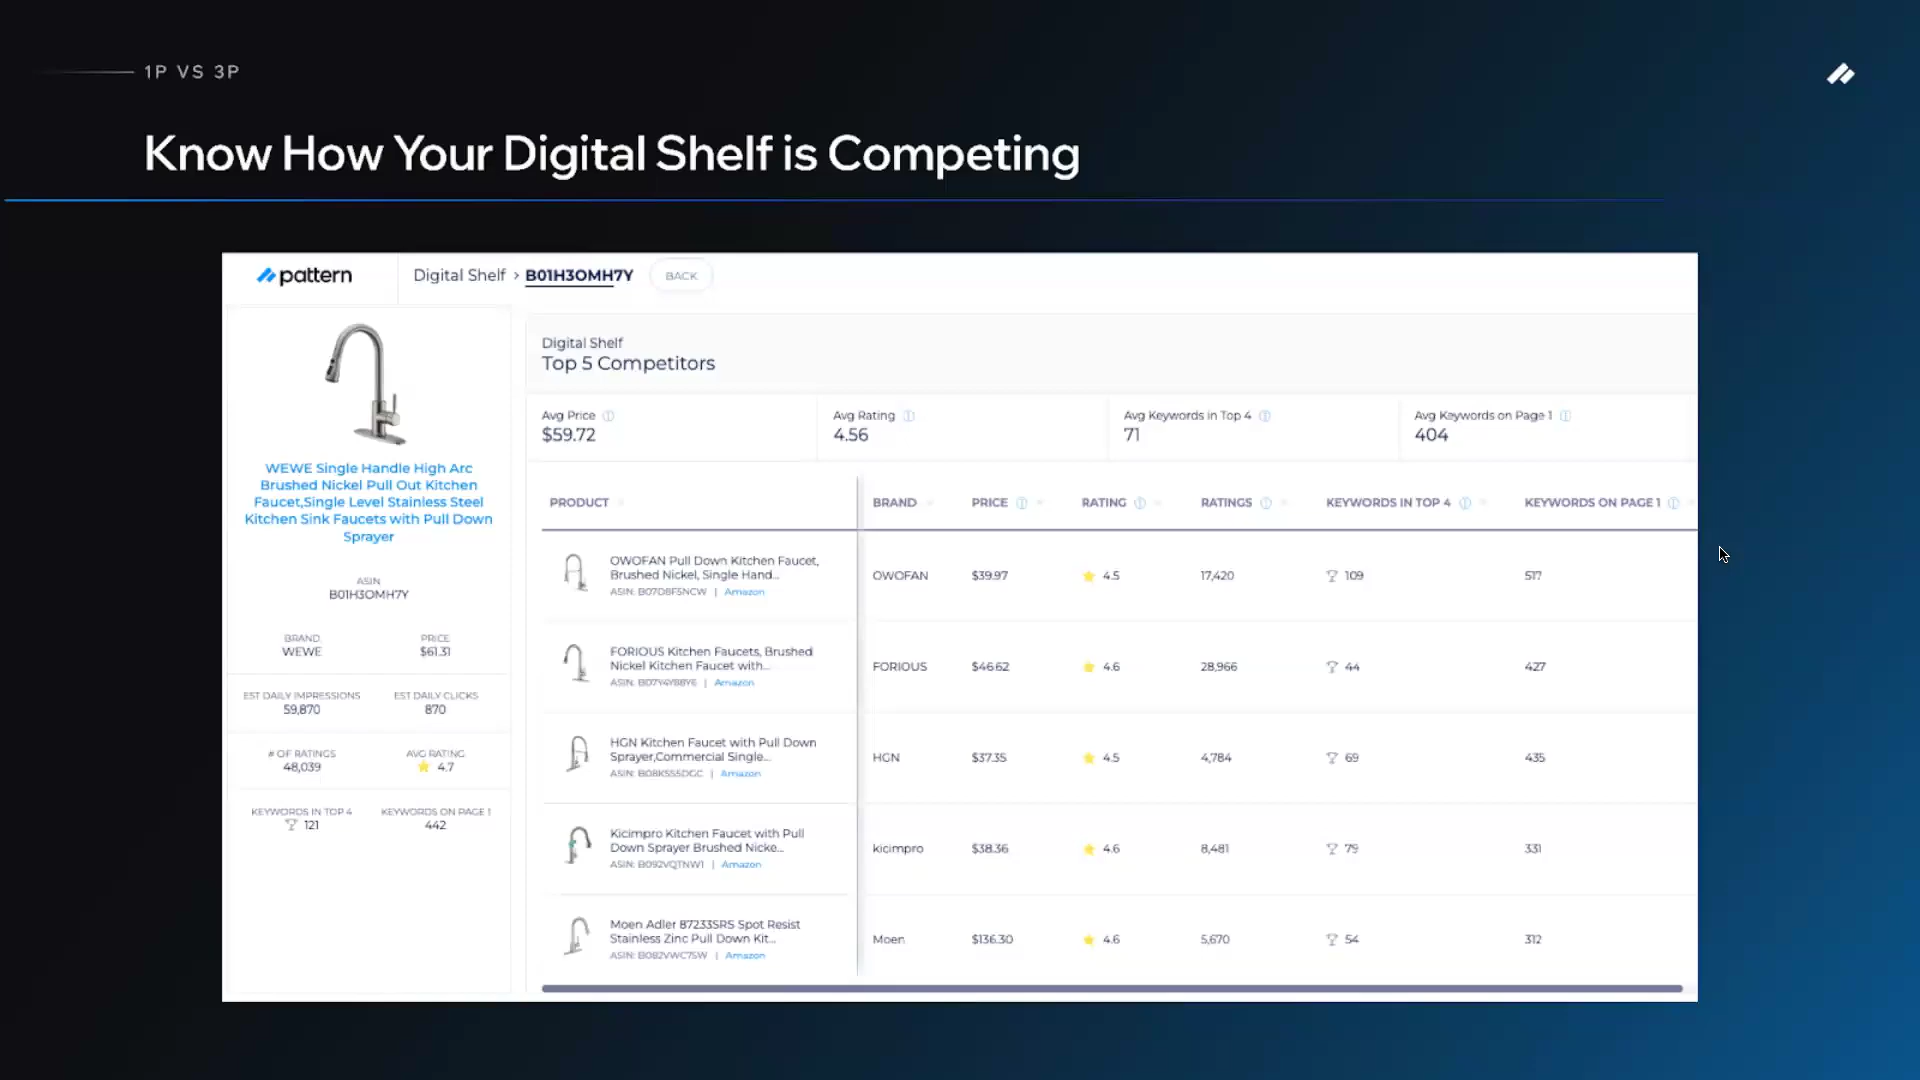 1P VS 3P
Know How Your Digital Shelf is Competing
pattern
Digital Shelf > B01H3OMH7Y
BACK
WEWE Single Handle High Arc
Brushed Nickel Pull Out Kitchen
Faucet,Single Level Stainless Steel
Kitchen Sink Faucets with Pull Down
Sprayer
ASIN
B01H3OMH7Y
BRAND PRICE
WEWE $61.31
EST DAILY IMPRESSIONS EST DAILY CLICKS
59,870 870
# OF RATINGS AVG RATING
48,039 4.7
KEYWORDS IN TOP 4 KEYWORDS ON PAGE 1
121 442
Digital Shelf
Top 5 Competitors
Avg Price Avg Rating Avg Keywords in Top 4 Avg Keywords on Page 1
$59.72 4.56 71 404
PRODUCT BRAND PRICE RATING RATINGS KEYWORDS IN TOP 4 KEYWORDS ON PAGE 1
OWOFAN Pull Down Kitchen Faucet,
Brushed Nickel, Single Hand...
ASIN: | Amazon
OWOFAN $39.97 4.5 17,420 109 517
FORIOUS Kitchen Faucets, Brushed
Nickel Kitchen Faucet with...
ASIN: | Amazon
FORIOUS $46.62 4.6 28,966 44 427
HGN Kitchen Faucet with Pull Down
Sprayer,Commercial Single...
ASIN: | Amazon
HGN $37.35 4.5 4,784 69 435
Kicimpro Kitchen Faucet with Pull
Down Sprayer Brushed Nicke...
ASIN: B092VQTNW1 | Amazon
kicimpro $38.36 4.6 8,481 79 331
Moen Adler 87233SRS Spot Resist
Stainless Zinc Pull Down Kit...
ASIN: B082VWC7SW | Amazon
Moen $136.30 4.6 5,670 54 312